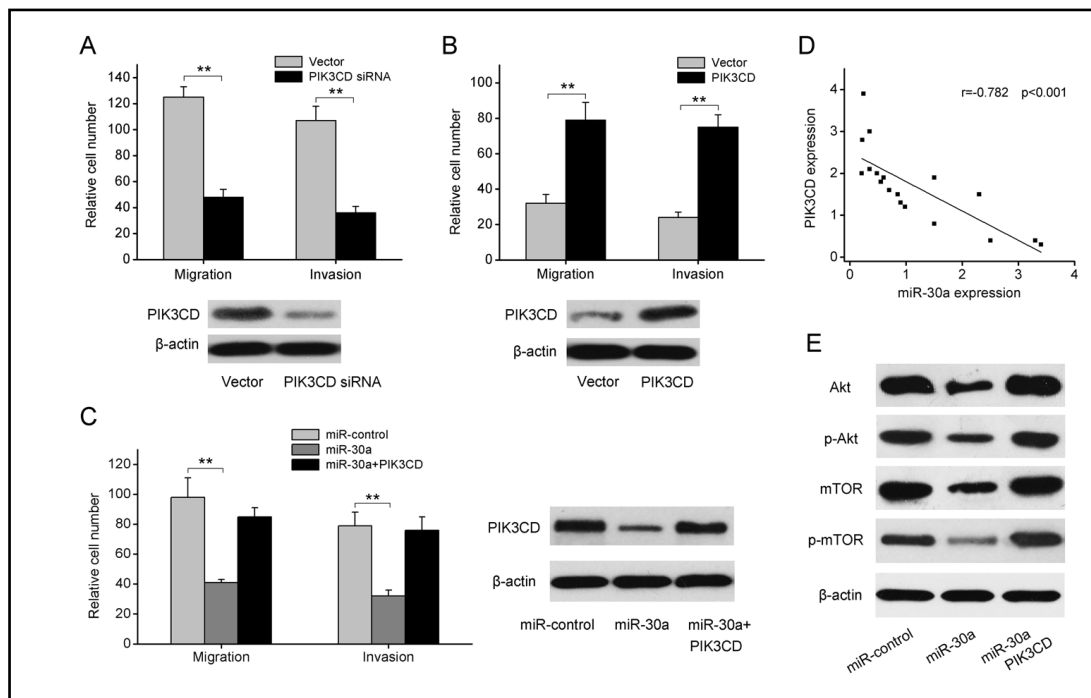 A
Vector
PIK3CD siRNA
Relative cell number
140
120
100
80
60
40
20
0
**
**
Migration
Invasion
PIK3CD
β-actin
Vector
PIK3CD siRNA
B
Vector
PIK3CD
Relative cell number
80
60
40
20
0
**
**
Migration
Invasion
PIK3CD
β-actin
Vector
PIK3CD
D
r=-0.782 p<0.001
PIK3CD expression
4
3
2
1
0
0
1
2
3
4
miR-30a expression
C
miR-control
miR-30a
miR-30a+PIK3CD
Relative cell number
120
100
80
60
40
20
0
**
**
Migration
Invasion
PIK3CD
β-actin
miR-control
miR-30a
miR-30a+
PIK3CD
E
Akt
p-Akt
mTOR
p-mTOR
β-actin
miR-control
miR-30a
miR-30a
PIK3CD